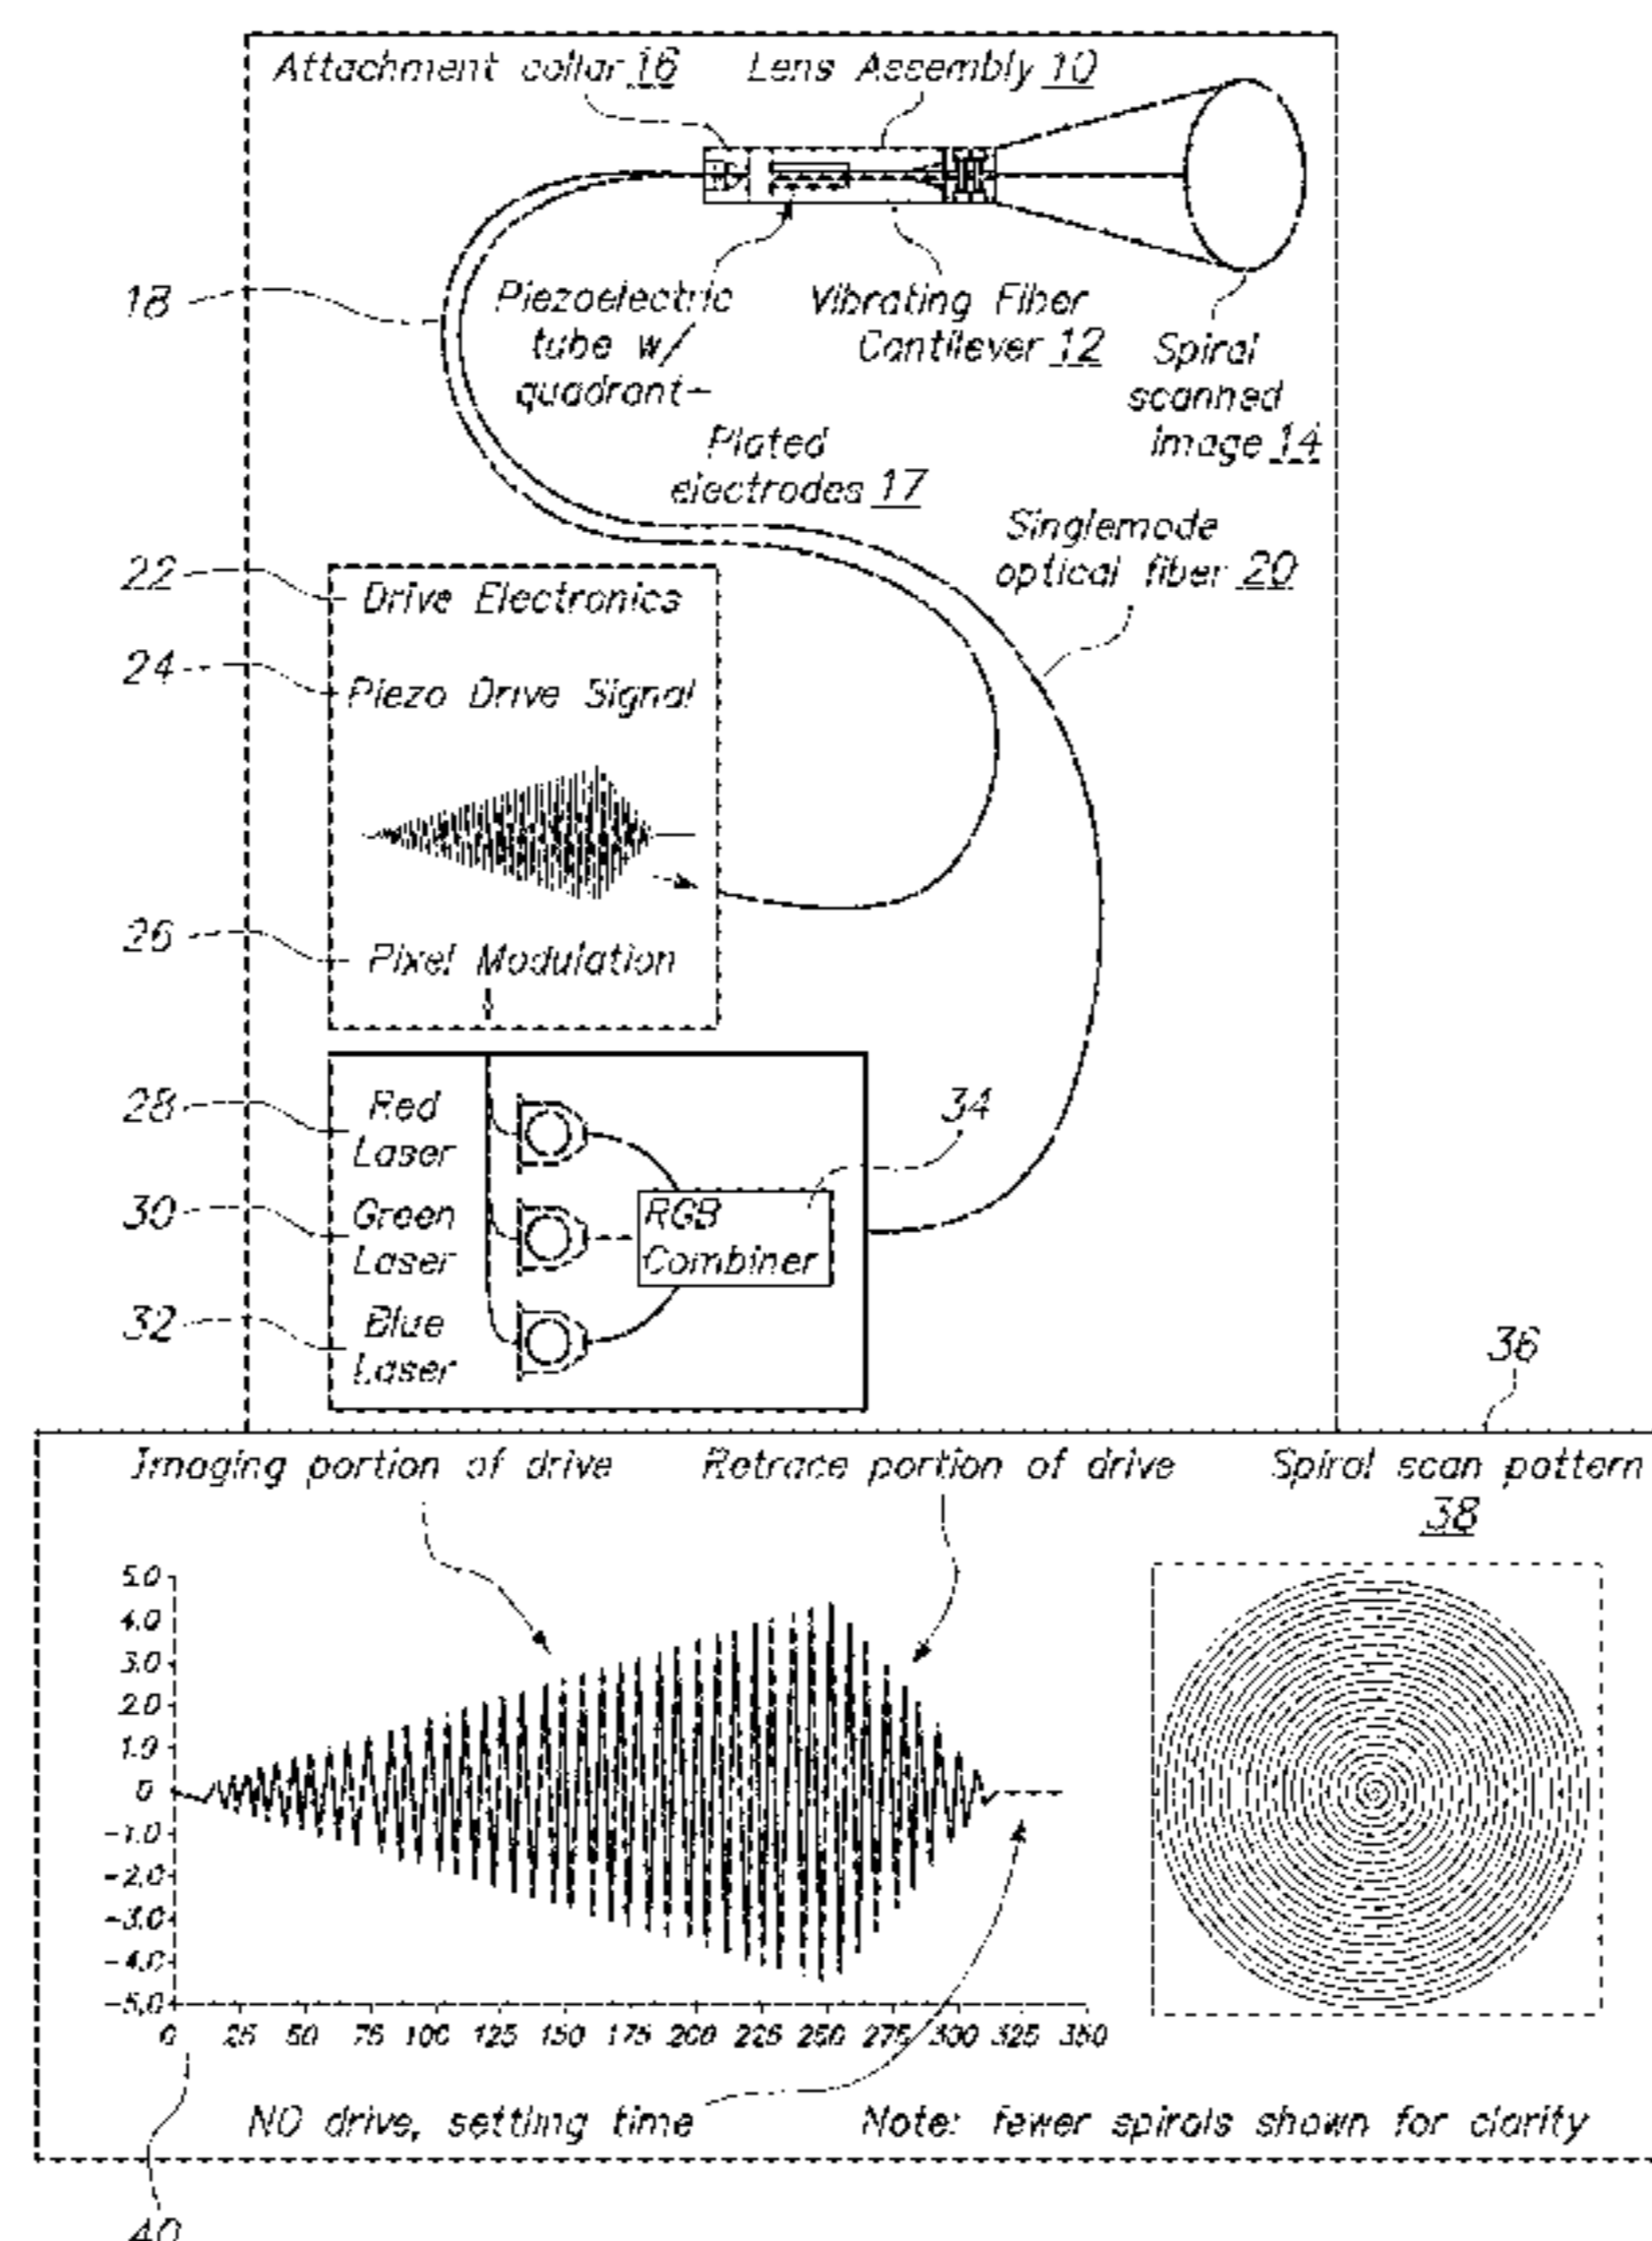 Attachment collar 16 Lens Assembly 10
18
Piezoelectric
tube w/
quadrant-
Vibrating Fiber
Cantilever 12
Spiral
scanned
image 14
Plated
electrodes 17
Singlemode
optical fiber 20
22
Drive Electronics
24
Piezo Drive Signal
26
Pixel Modulation
28
Red
Laser
34
30
Green
Laser
RGB
Combiner
32
Blue
Laser
36
Imaging portion of drive Retrace portion of drive Spiral scan pattern
38
5.0
4.0
3.0
2.0
1.0
0
-1.0
-2.0
-3.0
-4.0
-5.0
0 25 50 75 100 125 150 175 200 225 250 275 300 325 350
NO drive, settling time Note: fewer spirals shown for clarity
40